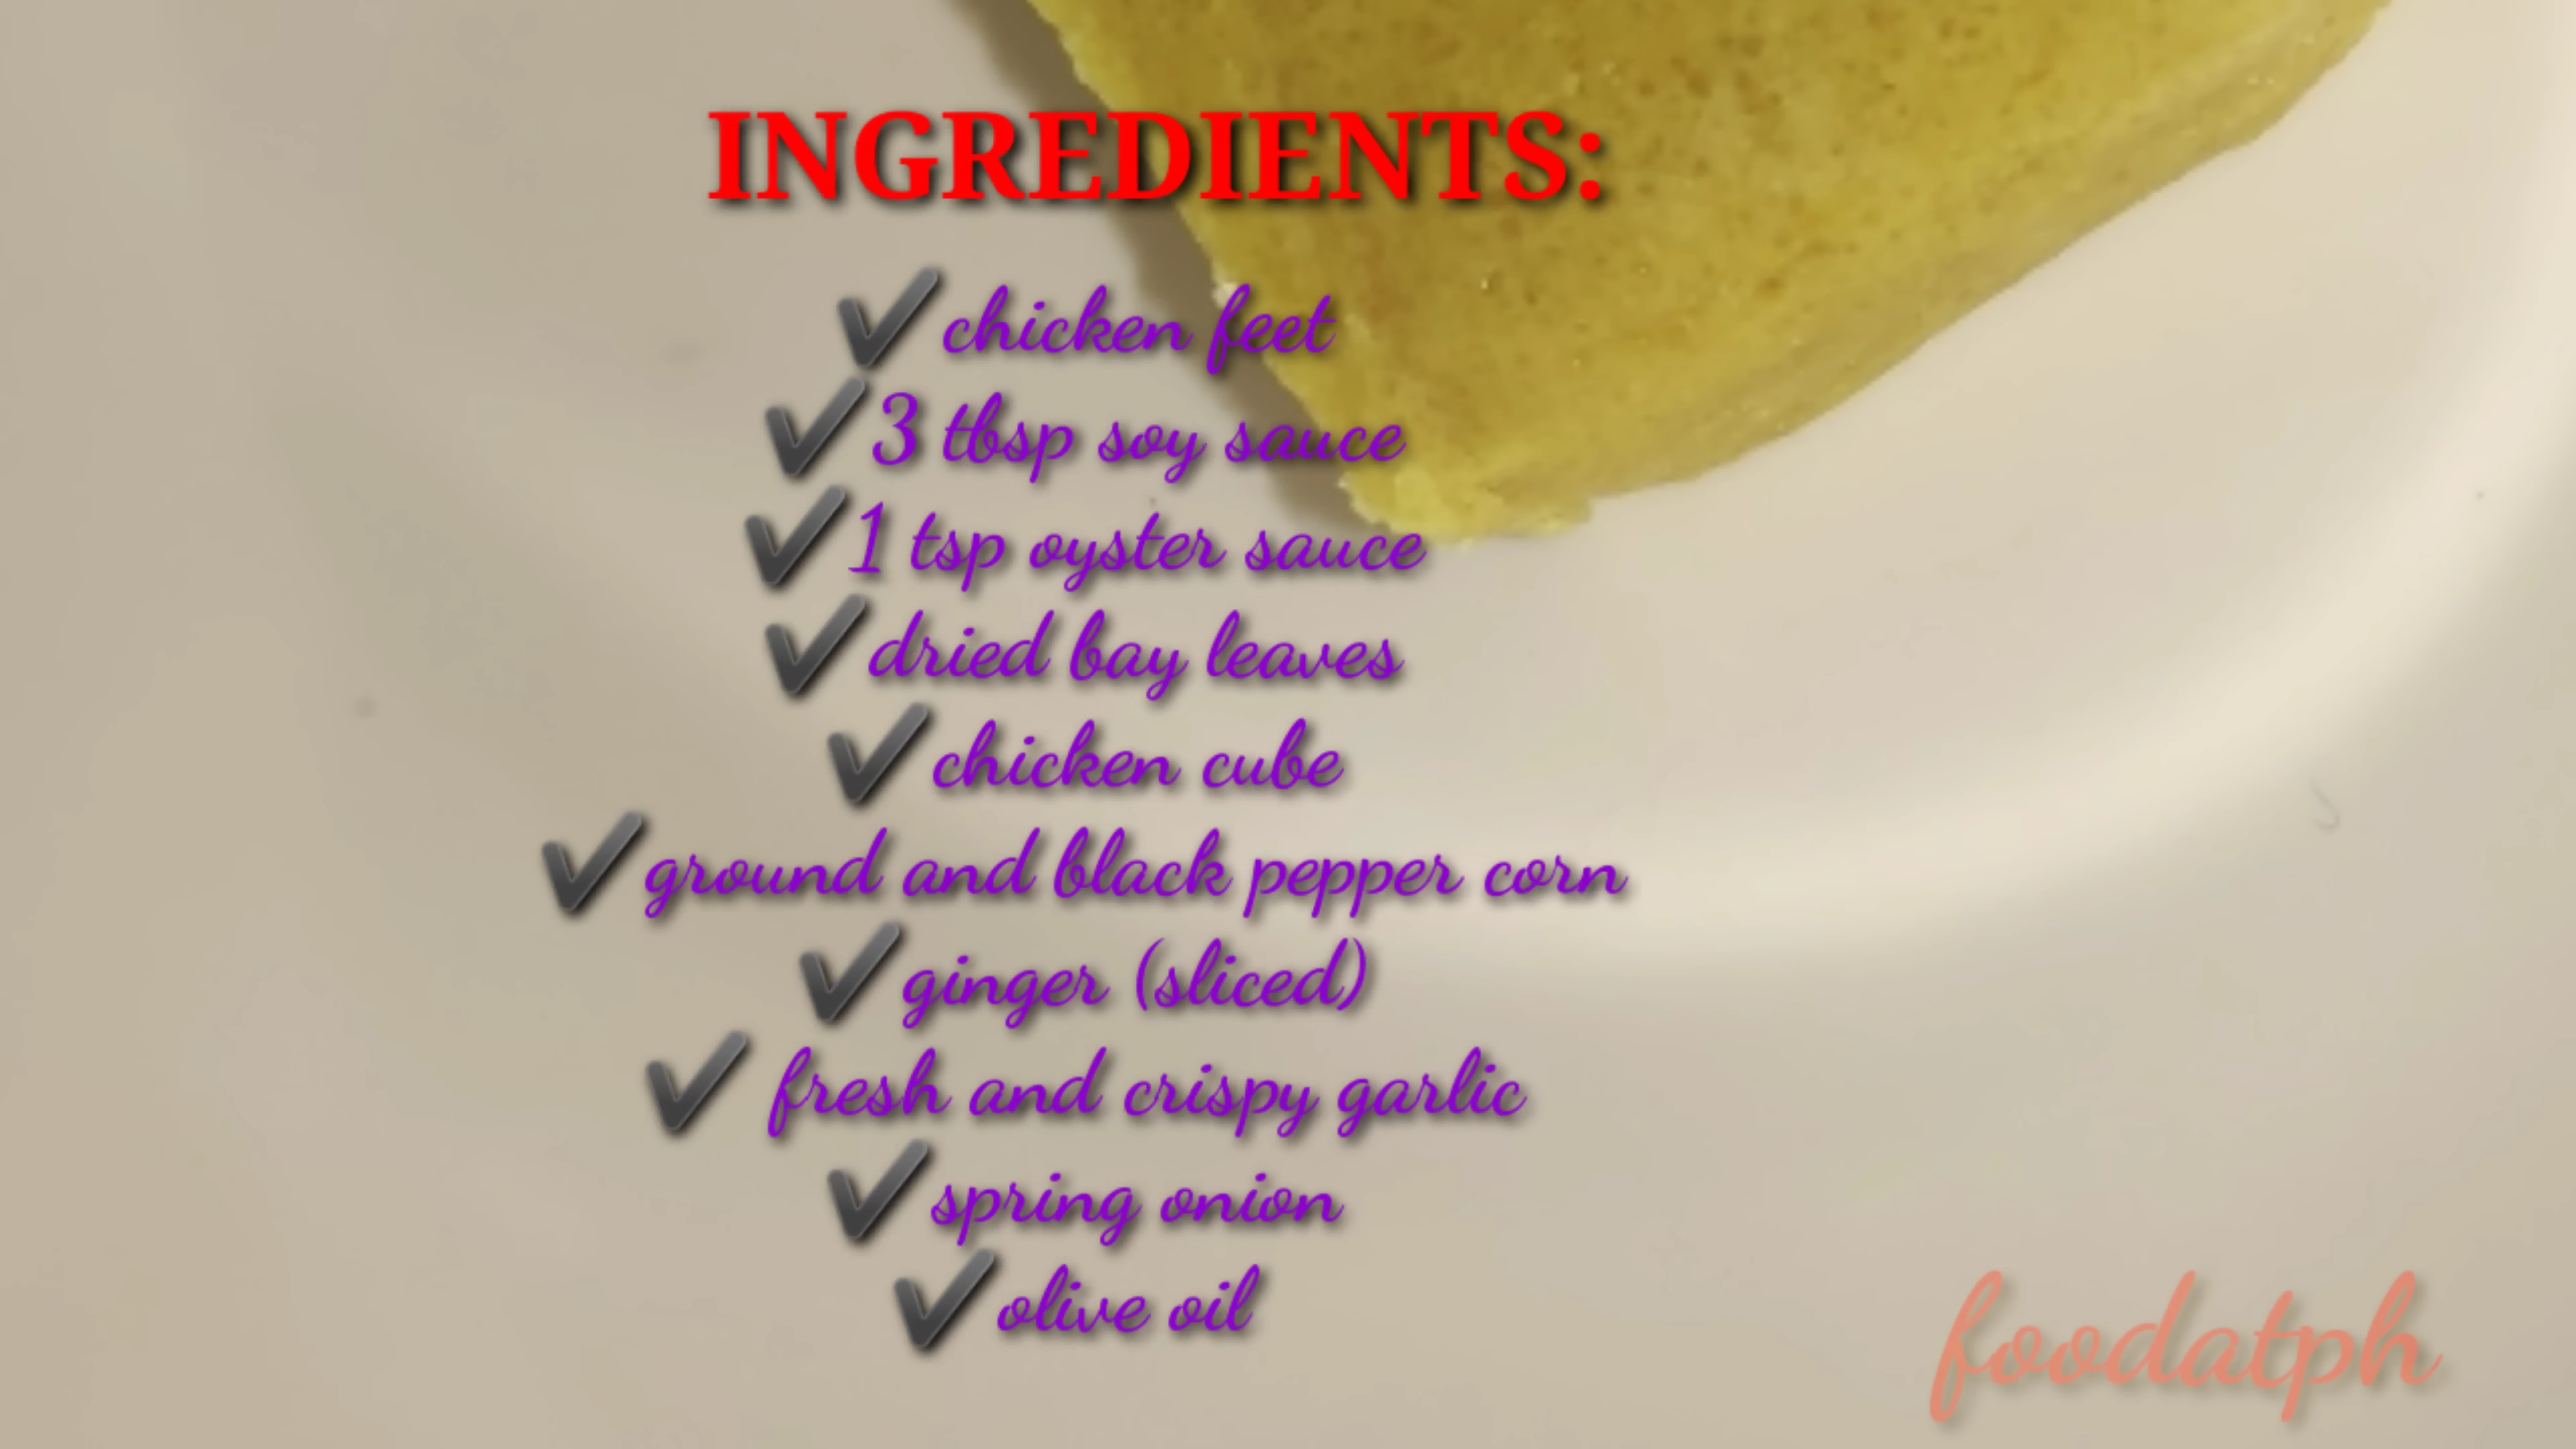 INGREDIENTS:
✔chicken feet
✔3 tbsp soy sauce
✔1 tsp oyster sauce
✔dried bay leaves
✔chicken cube
✔ground and black pepper corn
✔ginger (sliced)
✔ fresh and crispy garlic
✔spring onion
✔olive oil
foodatph